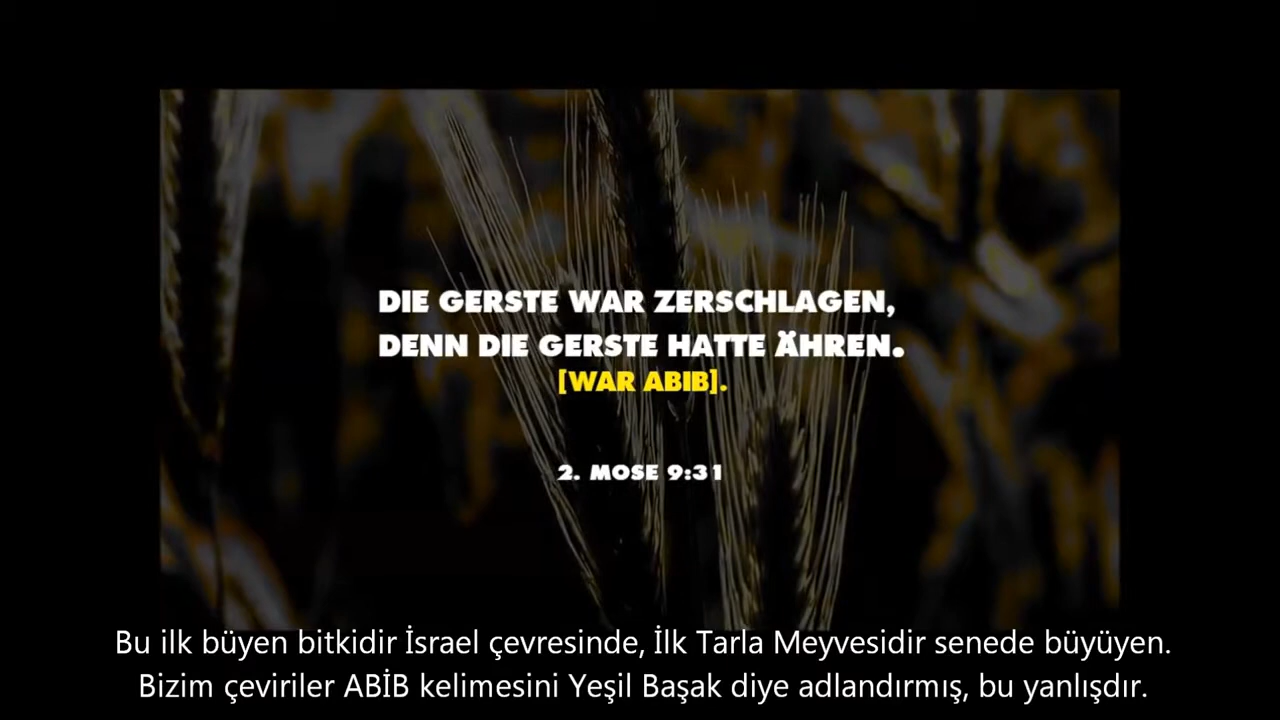 DIE GERSTE WAR ZERSCHLAGEN,
DENN DIE GERSTE HATTE ÄHREN.
[WAR ABIB].
2. MOSE 9:31
Bu ilk büyen bitkidir İsrael çevresinde, İlk Tarla Meyvesidir senede büyüyen.
Bizim çeviriler ABİB kelimesini Yeşil Başak diye adlandırmış, bu yanlışdır.